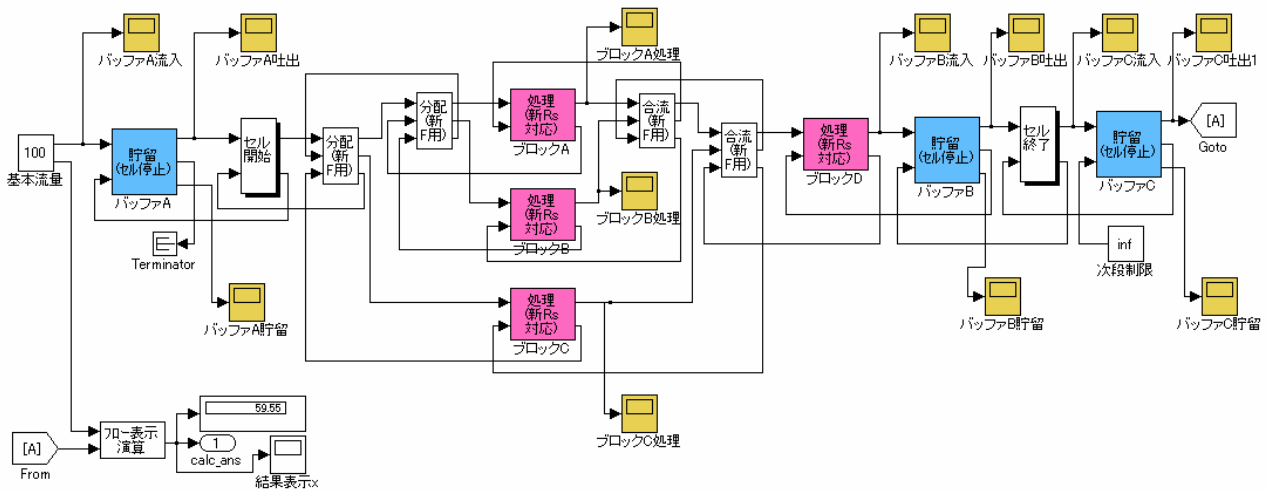 バッファA流入
バッファA吐出
ブロックA処理
バッファB流入
バッファB吐出
バッファC流入
バッファC吐出1
100
基本流量
貯留
(セル停止)
バッファA
セル
開始
分配
(新
F用)
分配
(新
F用)
処理
(新Rs
対応)
ブロックA
合流
(新
F用)
合流
(新
F用)
処理
(新Rs
対応)
ブロックD
貯留
(セル停止)
バッファB
セル
終了
貯留
(セル停止)
バッファC
[A]
Goto
処理
(新Rs
対応)
ブロックB
ブロックB処理
Terminator
inf
次段制限
バッファA貯留
処理
(新Rs
対応)
ブロックC
バッファB貯留
バッファC貯留
ブロックC処理
59.55
[A]
From
フロー表示
演算
1
calc_ans
結果表示x